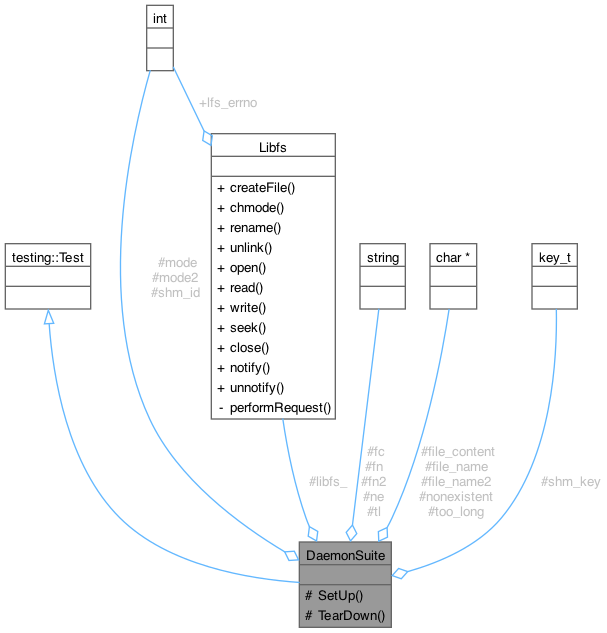 int
+lfs_errno
Libfs
+ createFile()
+ chmode()
+ rename()
+ unlink()
+ open()
+ read()
+ write()
+ seek()
+ close()
+ notify()
+ unnotify()
- performRequest()
testing::Test
string
char *
key_t
#mode
#mode2
#shm_id
#libfs_
#fc
#fn
#fn2
#ne
#tl
#file_content
#file_name
#file_name2
#nonexistent
#too_long
#shm_key
DaemonSuite
# SetUp()
# TearDown()